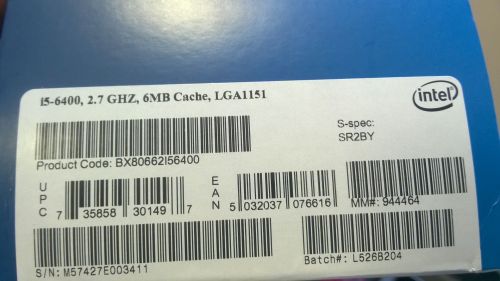 I5-6400, 2.7 GHZ, 6MB Cache, LGA1151
intel
S-spec:
SR2BY
Product Code: BX80662I56400
UPC
7 35858 30149 7
EAN
5 032037 076616
MM#: 944464
S/N: M57427E003411
Batch#: L526B204